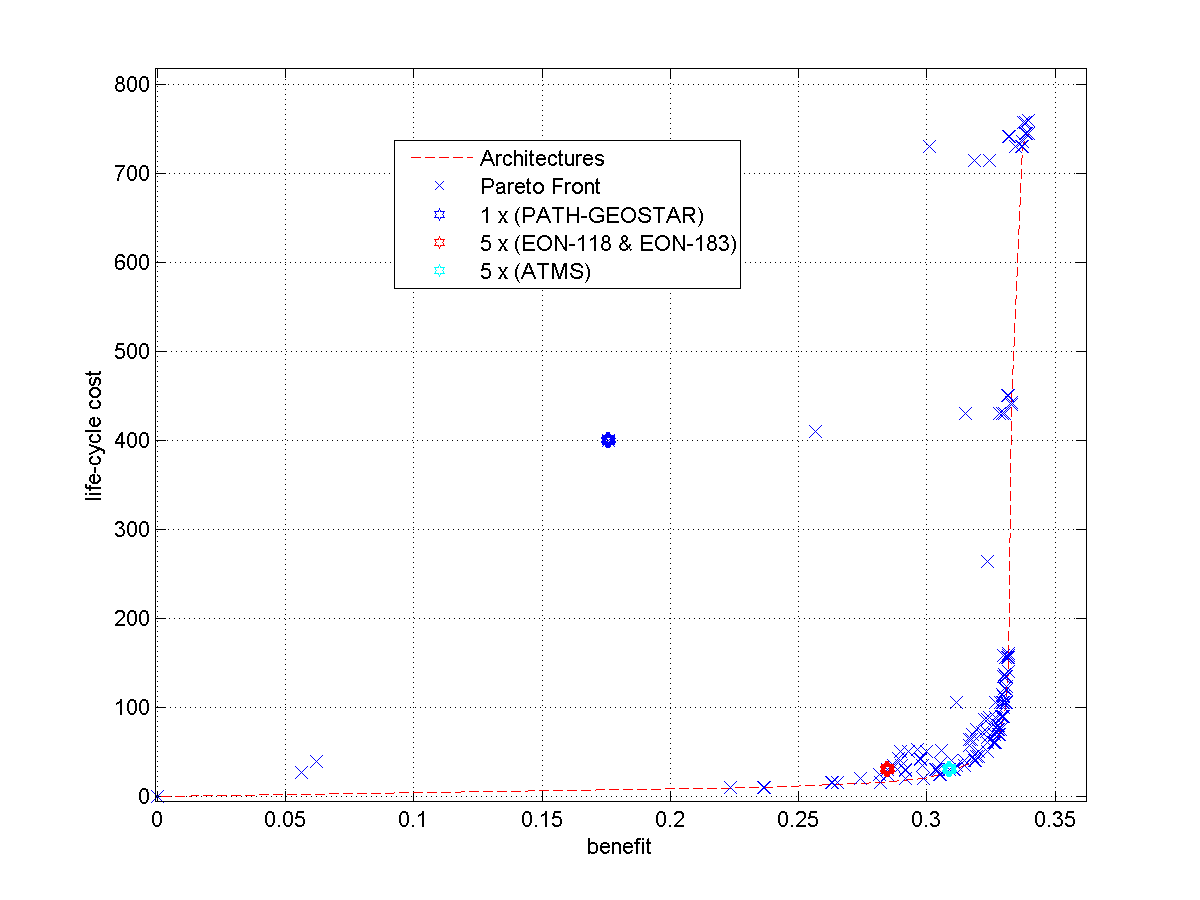 800
700
600
500
400
300
200
100
0
life-cycle cost
Architectures
Pareto Front
1 x (PATH-GEOSTAR)
5 x (EON-118 & EON-183)
5 x (ATMS)
0
0.05
0.1
0.15
0.2
0.25
0.3
0.35
benefit